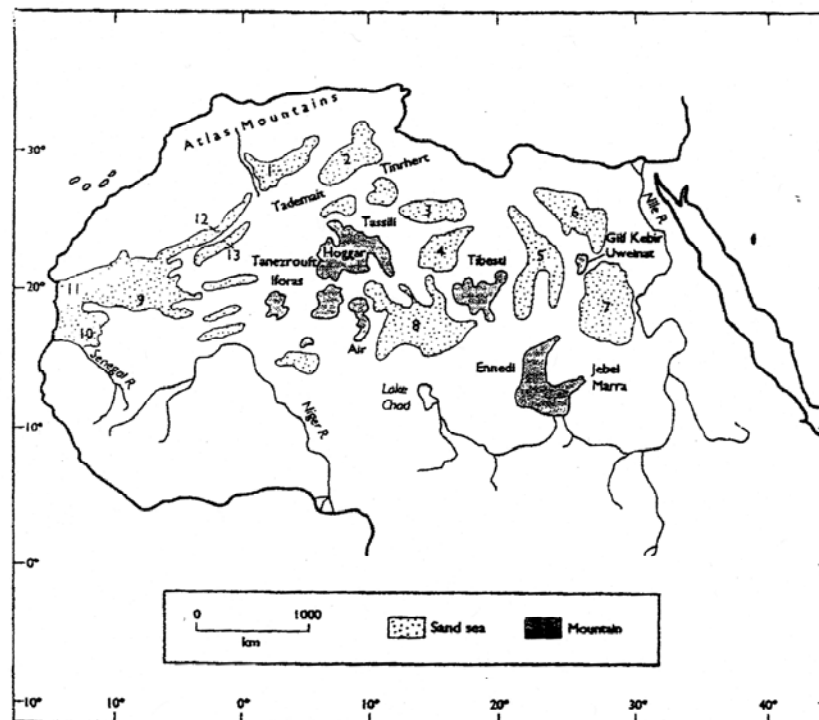 Atlas Mountains
30°
1
2
Tinrhert
Tademait
Nile R.
12
3
6
Tassili
13
Gilf Kebir
Hoggar
4
5
Uweinat
Tanezrouft
Tibesti
20°
11
Iforas
9
7
10
8
Air
Senegal R.
Ennedi
Jebel
Marra
Lake
Chad
Niger R.
10°
0°
0
1000
km
Sand sea
Mountain
-10°
10°
0°
10°
20°
30°
40°